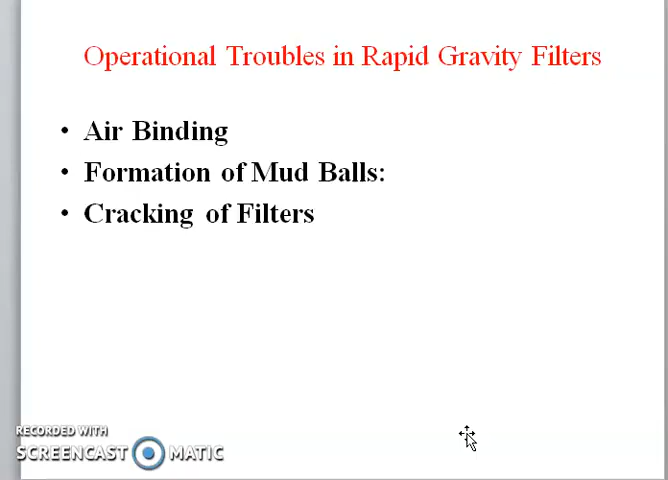 Operational Troubles in Rapid Gravity Filters
• Air Binding
• Formation of Mud Balls:
• Cracking of Filters
RECORDED WITH
SCREENCAST MATIC